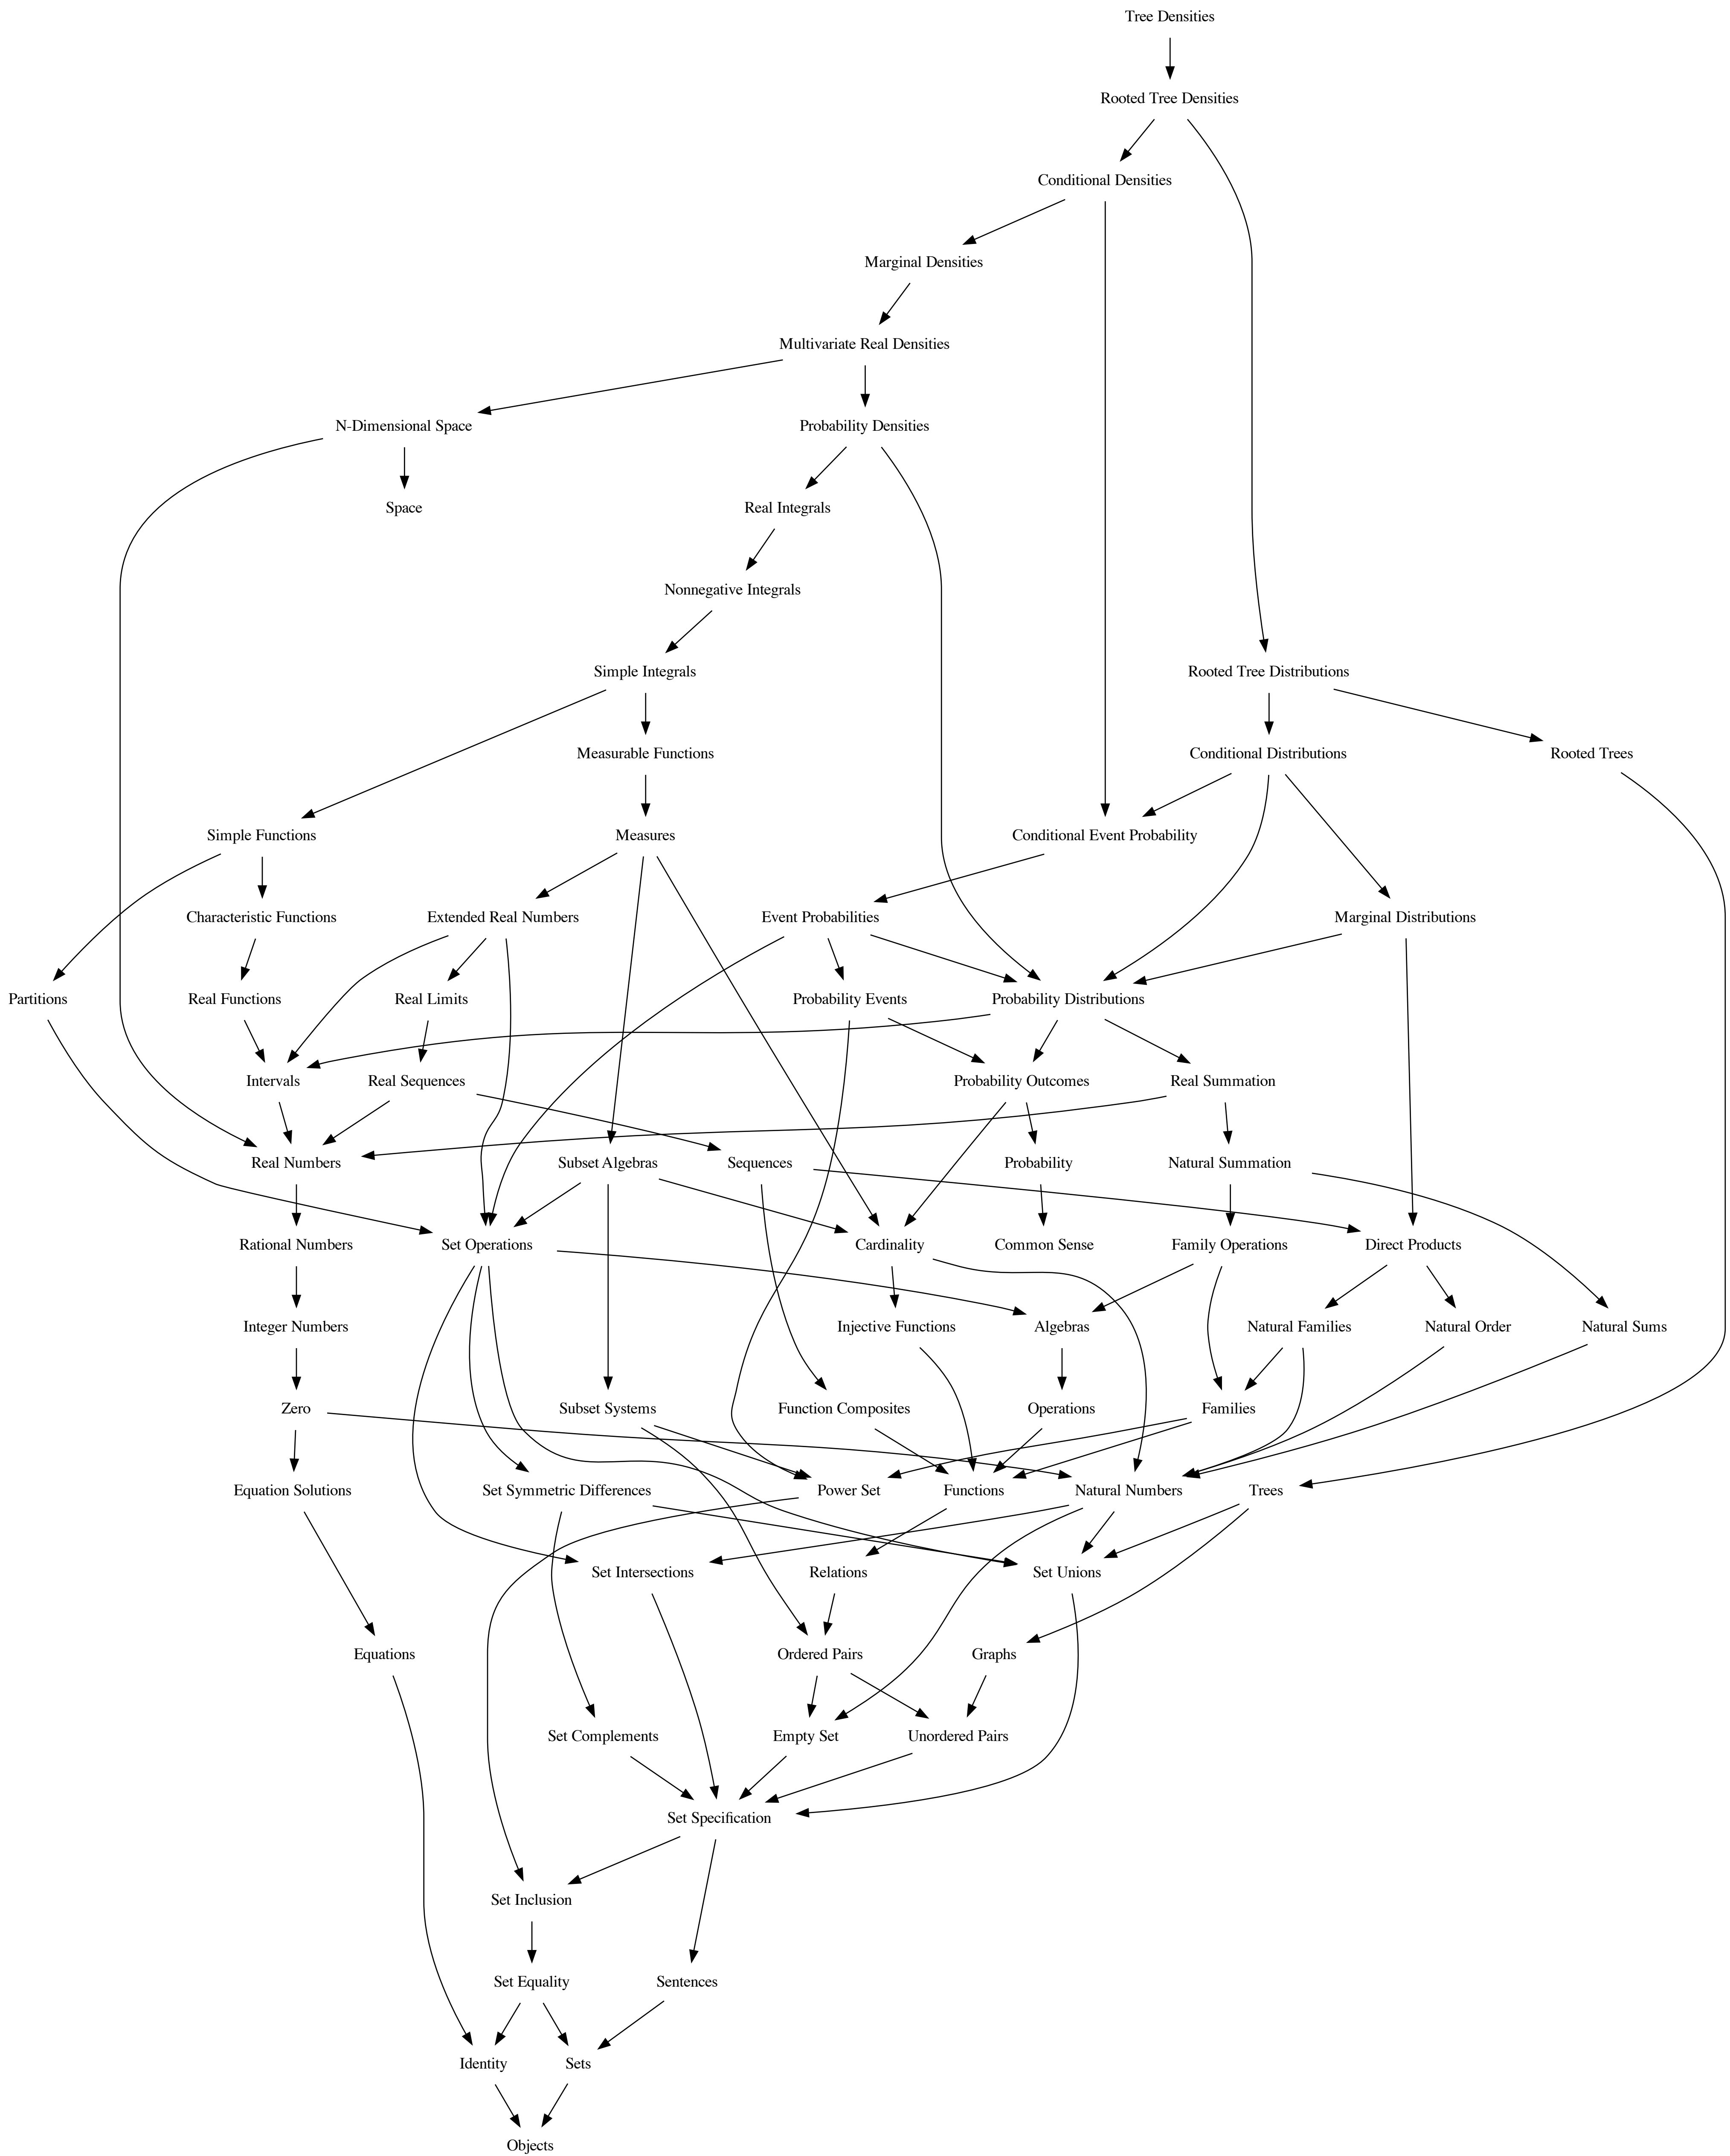 Tree Densities
Rooted Tree Densities
Conditional Densities
Marginal Densities
Multivariate Real Densities
N-Dimensional Space
Probability Densities
Space
Real Integrals
Nonnegative Integrals
Simple Integrals
Rooted Tree Distributions
Measurable Functions
Conditional Distributions
Rooted Trees
Simple Functions
Measures
Conditional Event Probability
Characteristic Functions
Extended Real Numbers
Event Probabilities
Marginal Distributions
Partitions
Real Functions
Real Limits
Probability Events
Probability Distributions
Intervals
Real Sequences
Probability Outcomes
Real Summation
Real Numbers
Subset Algebras
Sequences
Probability
Natural Summation
Rational Numbers
Set Operations
Cardinality
Common Sense
Family Operations
Direct Products
Integer Numbers
Injective Functions
Algebras
Natural Families
Natural Order
Natural Sums
Zero
Subset Systems
Function Composites
Operations
Families
Equation Solutions
Set Symmetric Differences
Power Set
Functions
Natural Numbers
Trees
Set Intersections
Relations
Set Unions
Equations
Ordered Pairs
Graphs
Set Complements
Empty Set
Unordered Pairs
Set Specification
Set Inclusion
Set Equality
Sentences
Identity
Sets
Objects